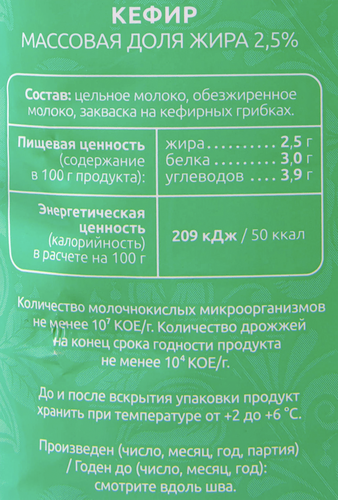 КЕФИР
МАССОВАЯ ДОЛЯ ЖИРА 2,5%
Состав: цельное молоко, обезжиренное
молоко, закваска на кефирных грибках.
Пищевая ценность
(содержание
в 100 г продукта):
жира......... 2,5 г
белка ........ 3,0 г
углеводов .... 3,9 г
Энергетическая
ценность
(калорийность)
в расчете на 100 г
209 кДж / 50 ккал
Количество молочнокислых микроорганизмов
не менее 10⁷ КОЕ/г. Количество дрожжей
на конец срока годности продукта
не менее 10⁴ КОЕ/г.
До и после вскрытия упаковки продукт
хранить при температуре от +2 до +6 °С.
Произведен (число, месяц, год, партия)
/ Годен до (число, месяц, год):
смотрите вдоль шва.